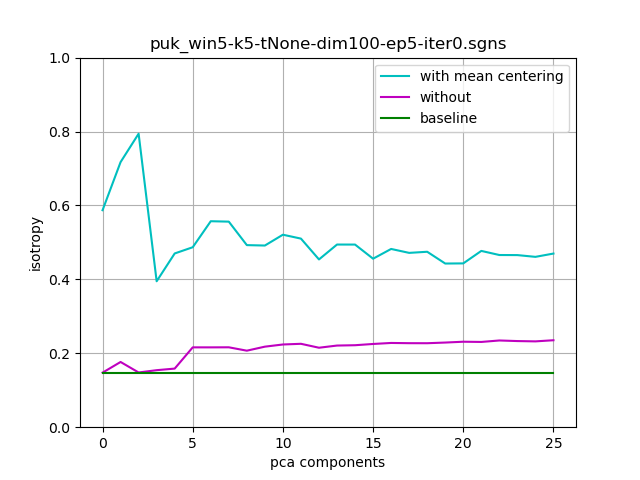 puk_win5-k5-tNone-dim100-ep5-iter0.sgns
with mean centering
without
baseline
isotropy
1.0
0.8
0.6
0.4
0.2
0.0
0 5 10 15 20 25
pca components